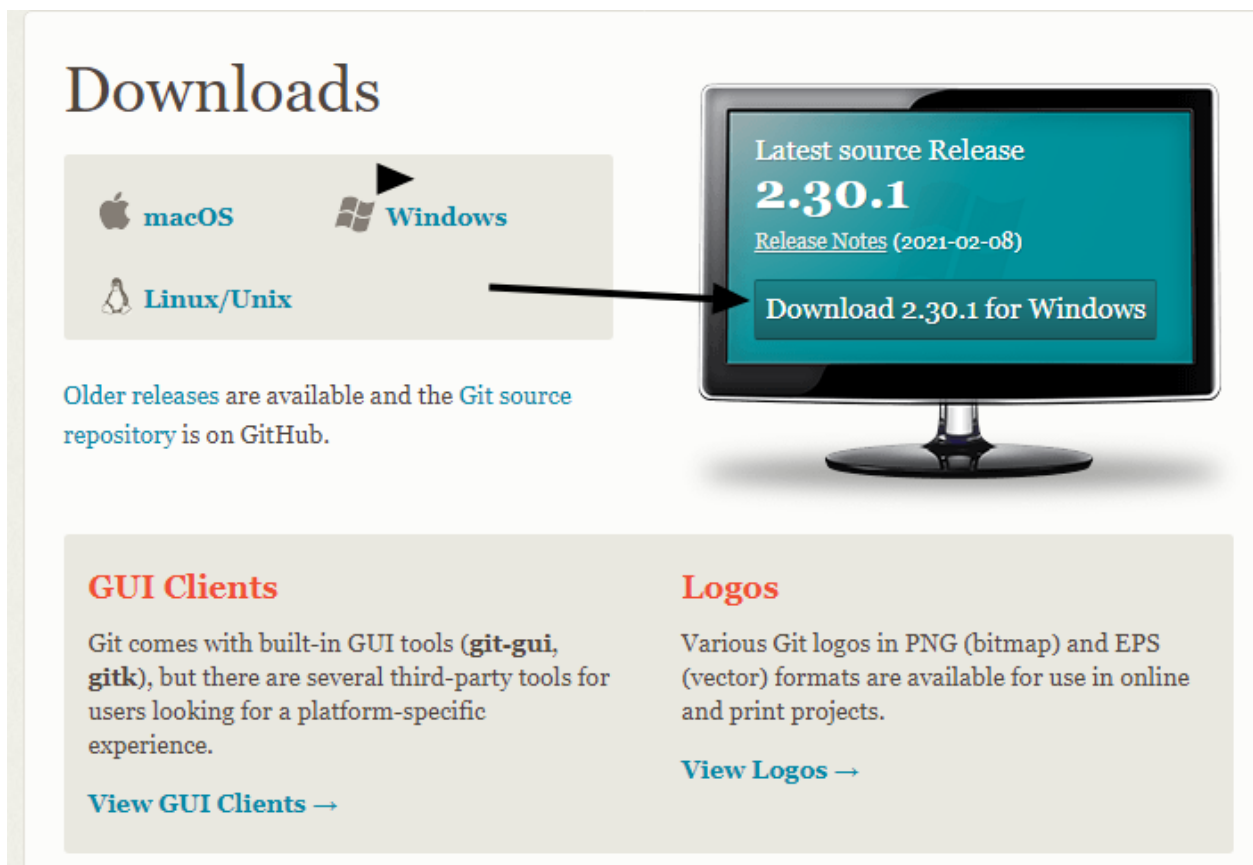 Downloads
macOS
Windows
Linux/Unix
Older releases are available and the Git source
repository is on GitHub.
Latest source Release
2.30.1
Release Notes (2021-02-08)
Download 2.30.1 for Windows
GUI Clients
Git comes with built-in GUI tools (git-gui,
gitk), but there are several third-party tools for
users looking for a platform-specific
experience.
View GUI Clients →
Logos
Various Git logos in PNG (bitmap) and EPS
(vector) formats are available for use in online
and print projects.
View Logos →